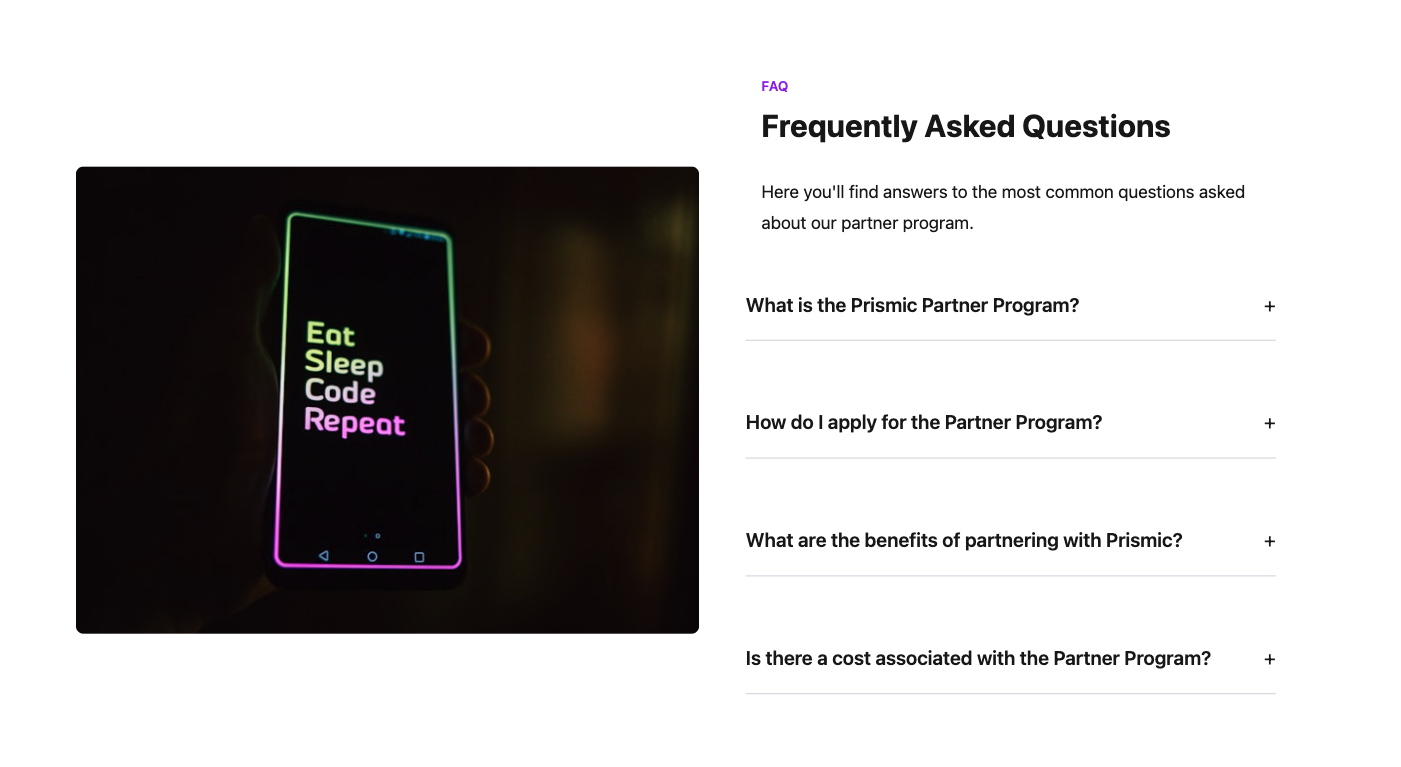 FAQ
Frequently Asked Questions
Here you'll find answers to the most common questions asked
about our partner program.
Eat
Sleep
Code
Repeat
What is the Prismic Partner Program? +
How do I apply for the Partner Program? +
What are the benefits of partnering with Prismic? +
Is there a cost associated with the Partner Program? +